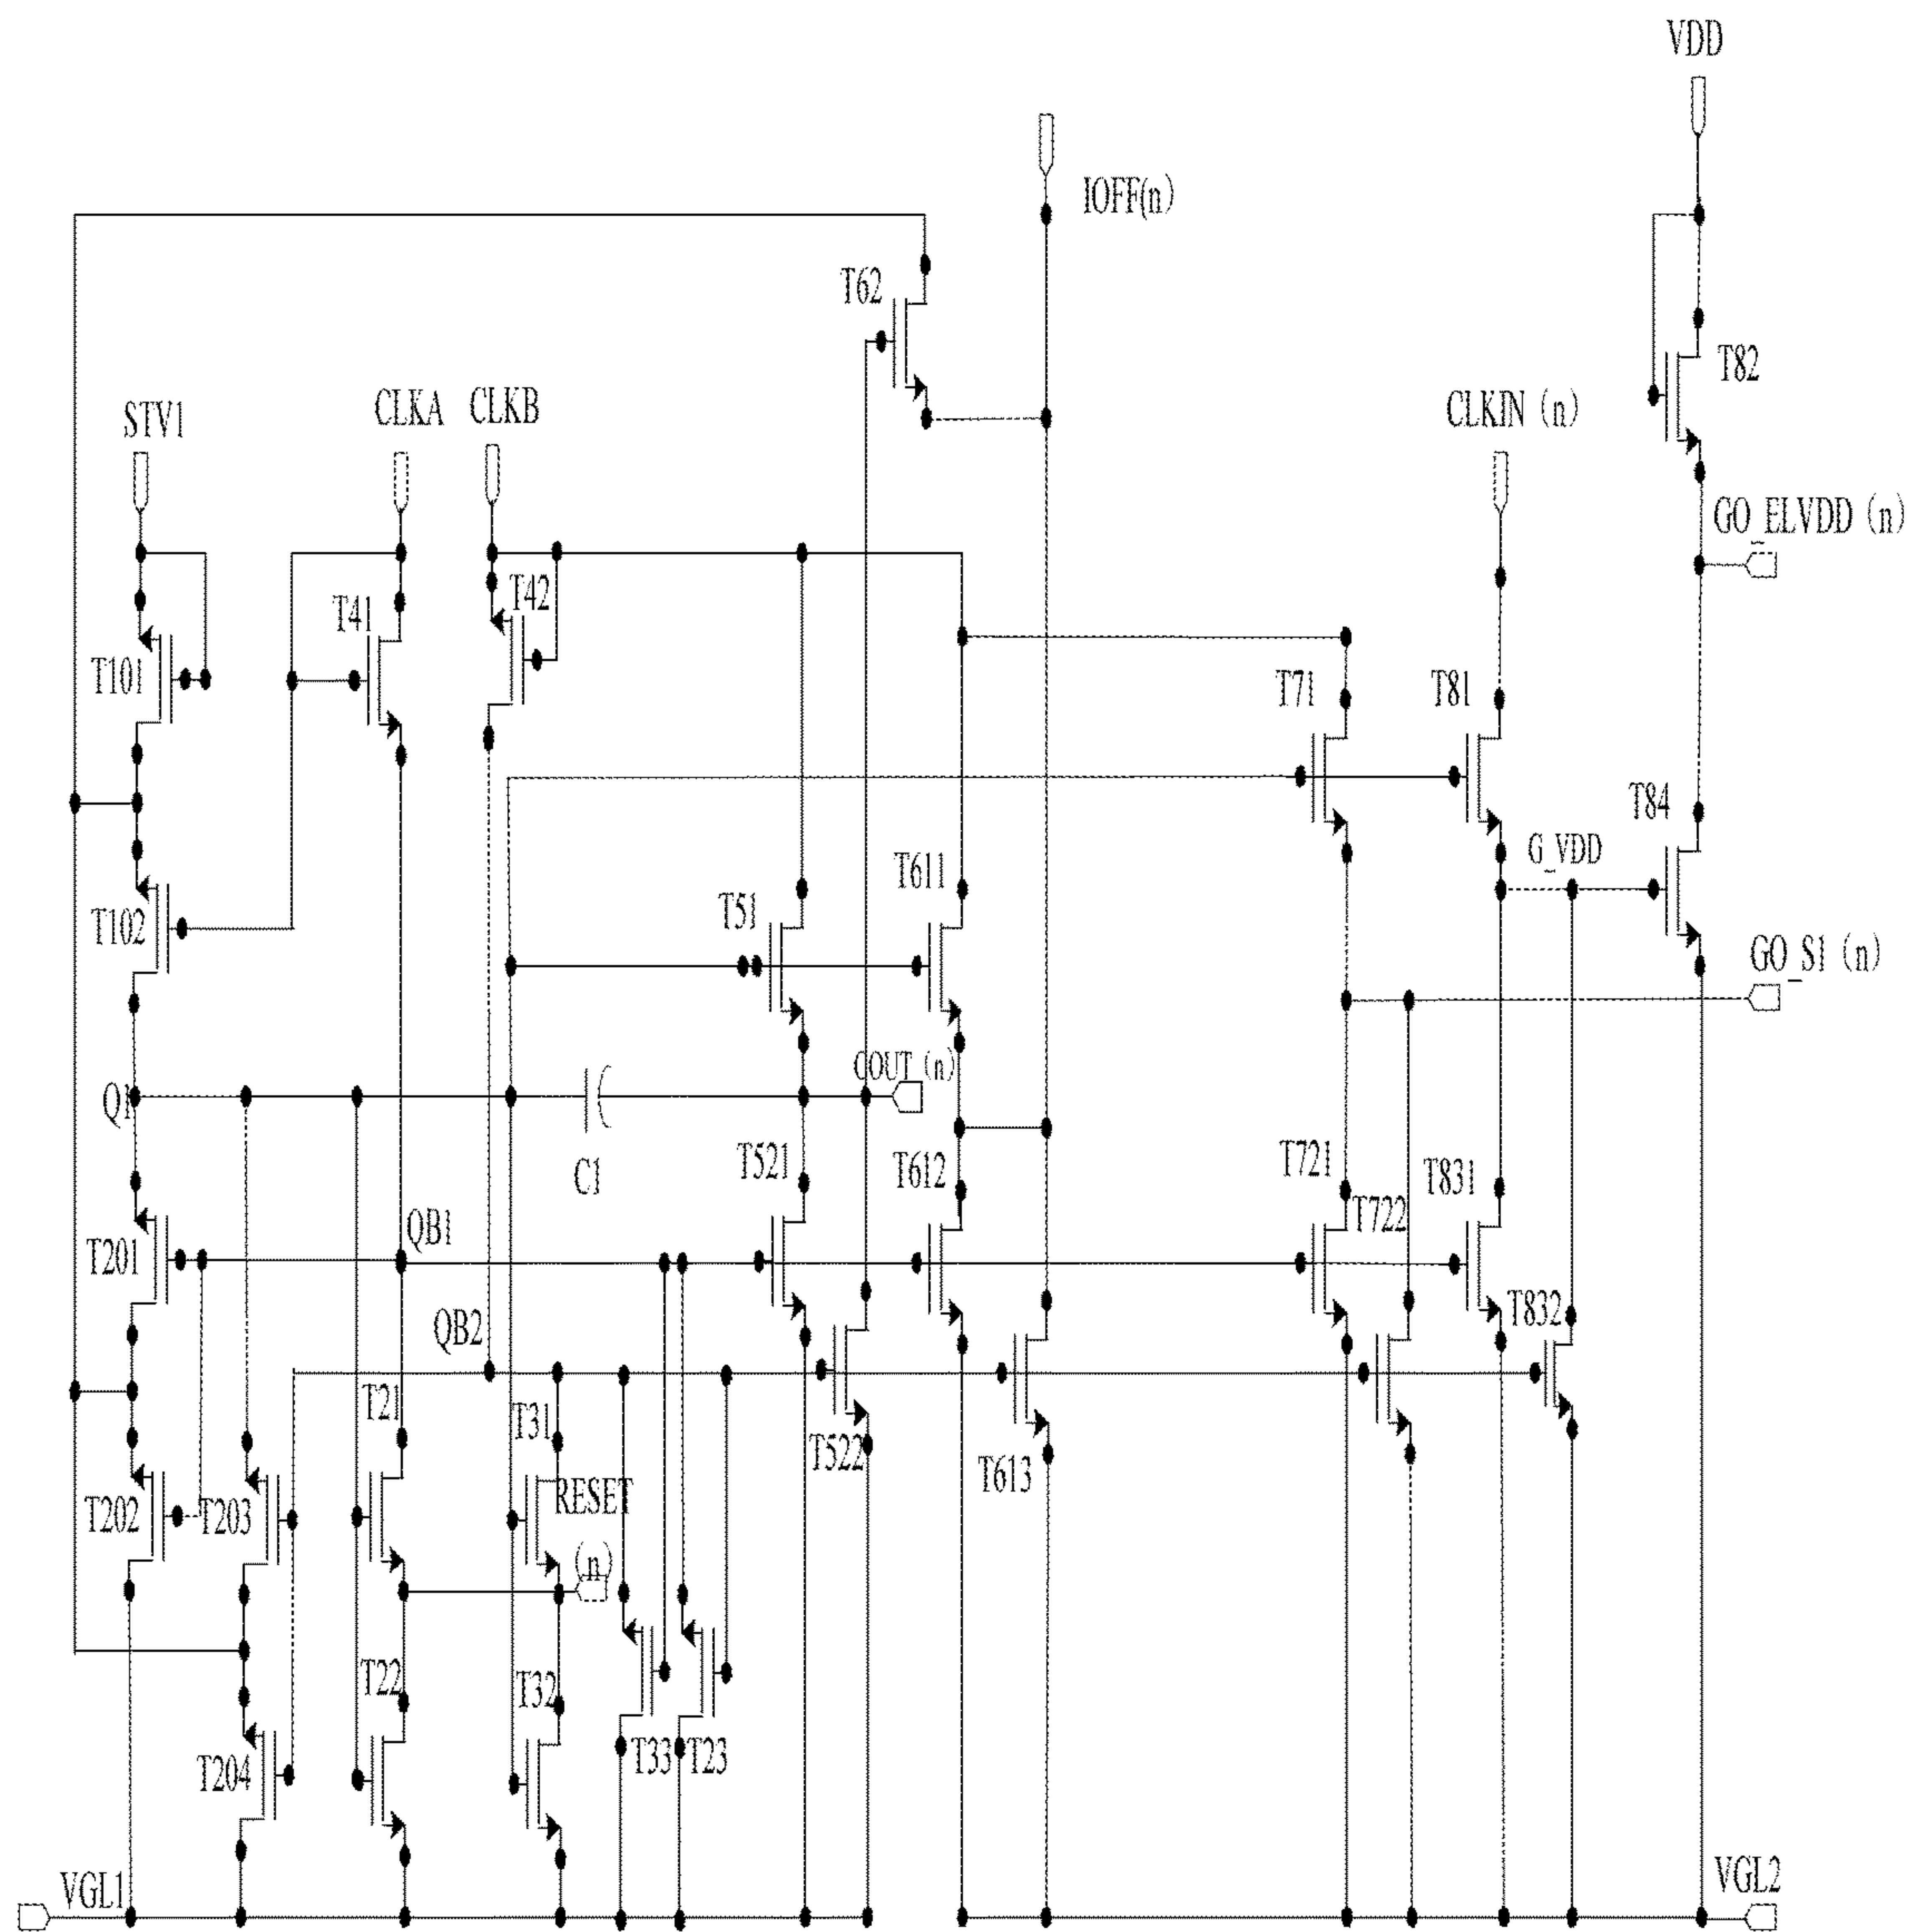 VDD
IOFF(n)
T62
T82
CLKA
CLKB
CLKIN (n)
STV1
GO_ELVDD (n)
T41
T42
T101
T71
T81
T84
G_VDD
T611
T51
T102
GO_S1 (n)
COUT (n)
Q1
C1
T521
T612
T721
T831
T722
T201
QB1
QB2
T832
T21
T31
T522
T613
RESET
(n)
T202
T203
T22
T32
T33
T23
T204
VGL1
VGL2